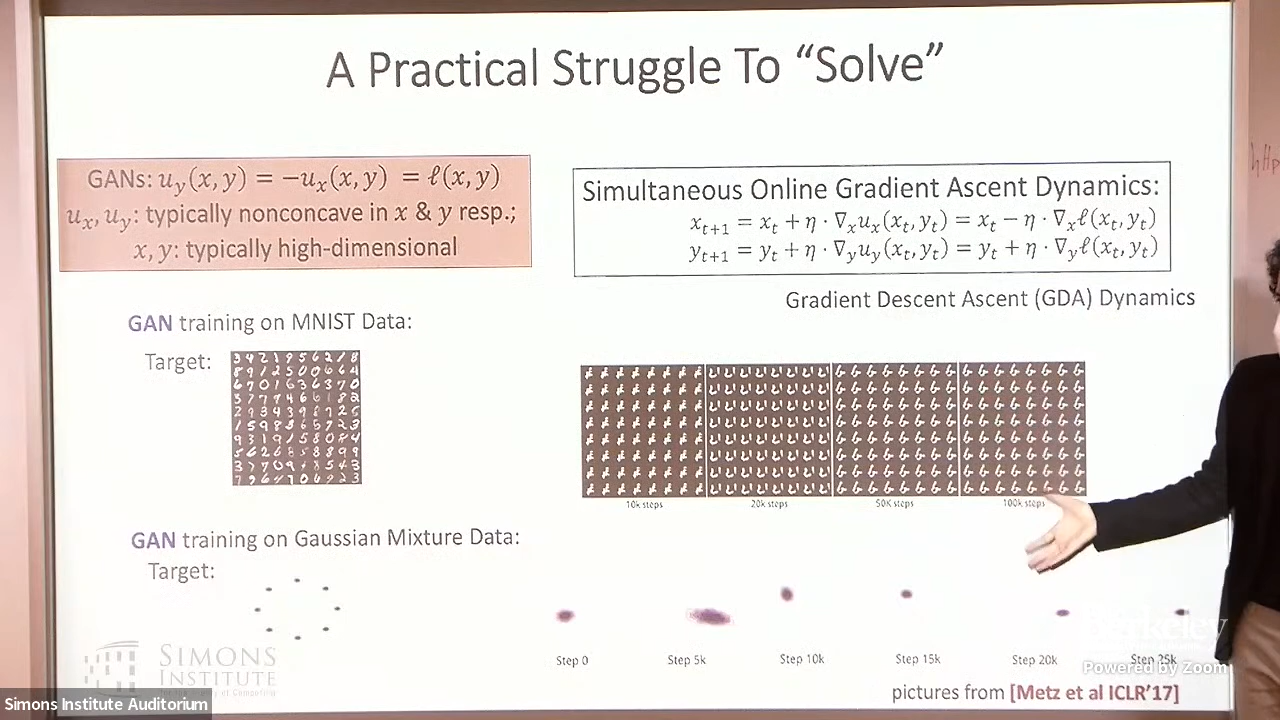 A Practical Struggle To “Solve”
GANs: u_y(x, y) = −u_x(x, y) = ℓ(x, y)
u_x, u_y: typically nonconcave in x & y resp.;
x, y: typically high-dimensional
Simultaneous Online Gradient Ascent Dynamics:
x_{t+1} = x_t + η · ∇_x u_x(x_t, y_t) = x_t − η · ∇_x ℓ(x_t, y_t)
y_{t+1} = y_t + η · ∇_y u_y(x_t, y_t) = y_t + η · ∇_y ℓ(x_t, y_t)
Gradient Descent Ascent (GDA) Dynamics
GAN training on MNIST Data:
Target:
10k steps
20k steps
50K steps
100k steps
GAN training on Gaussian Mixture Data:
Target:
Step 0
Step 5k
Step 10k
Step 15k
Step 20k
Step 25k
pictures from [Metz et al ICLR’17]
SIMONS
INSTITUTE
Berkeley
Powered by Zoom
Simons Institute Auditorium